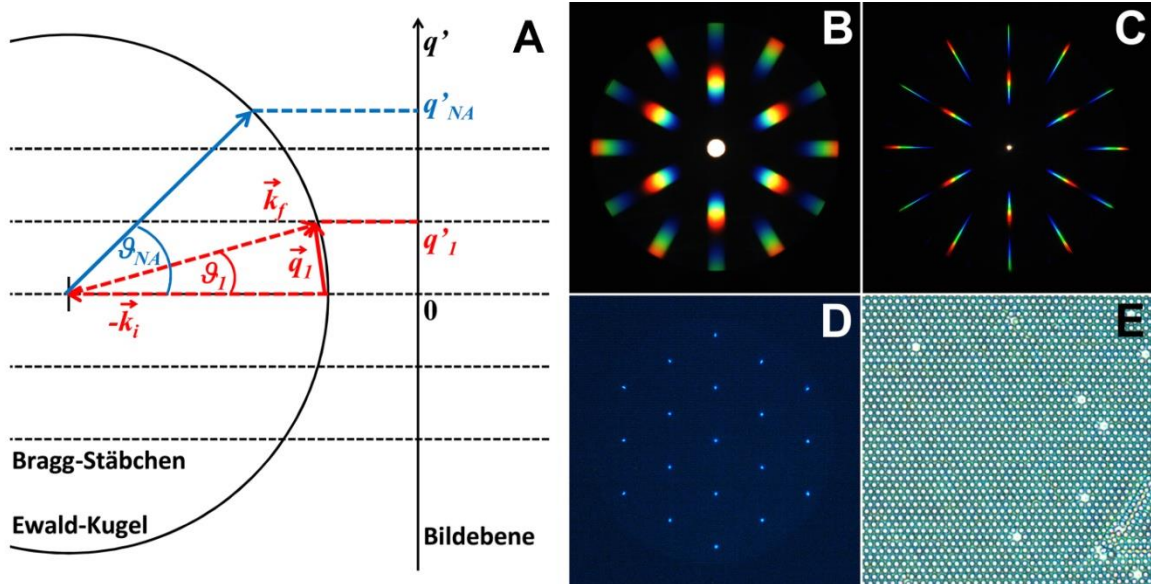 A
q'
q'NA
k⃗f
q'1
ϑNA
ϑ1
q⃗1
0
-k⃗i
Bragg-Stäbchen
Ewald-Kugel
Bildebene
B
C
D
E